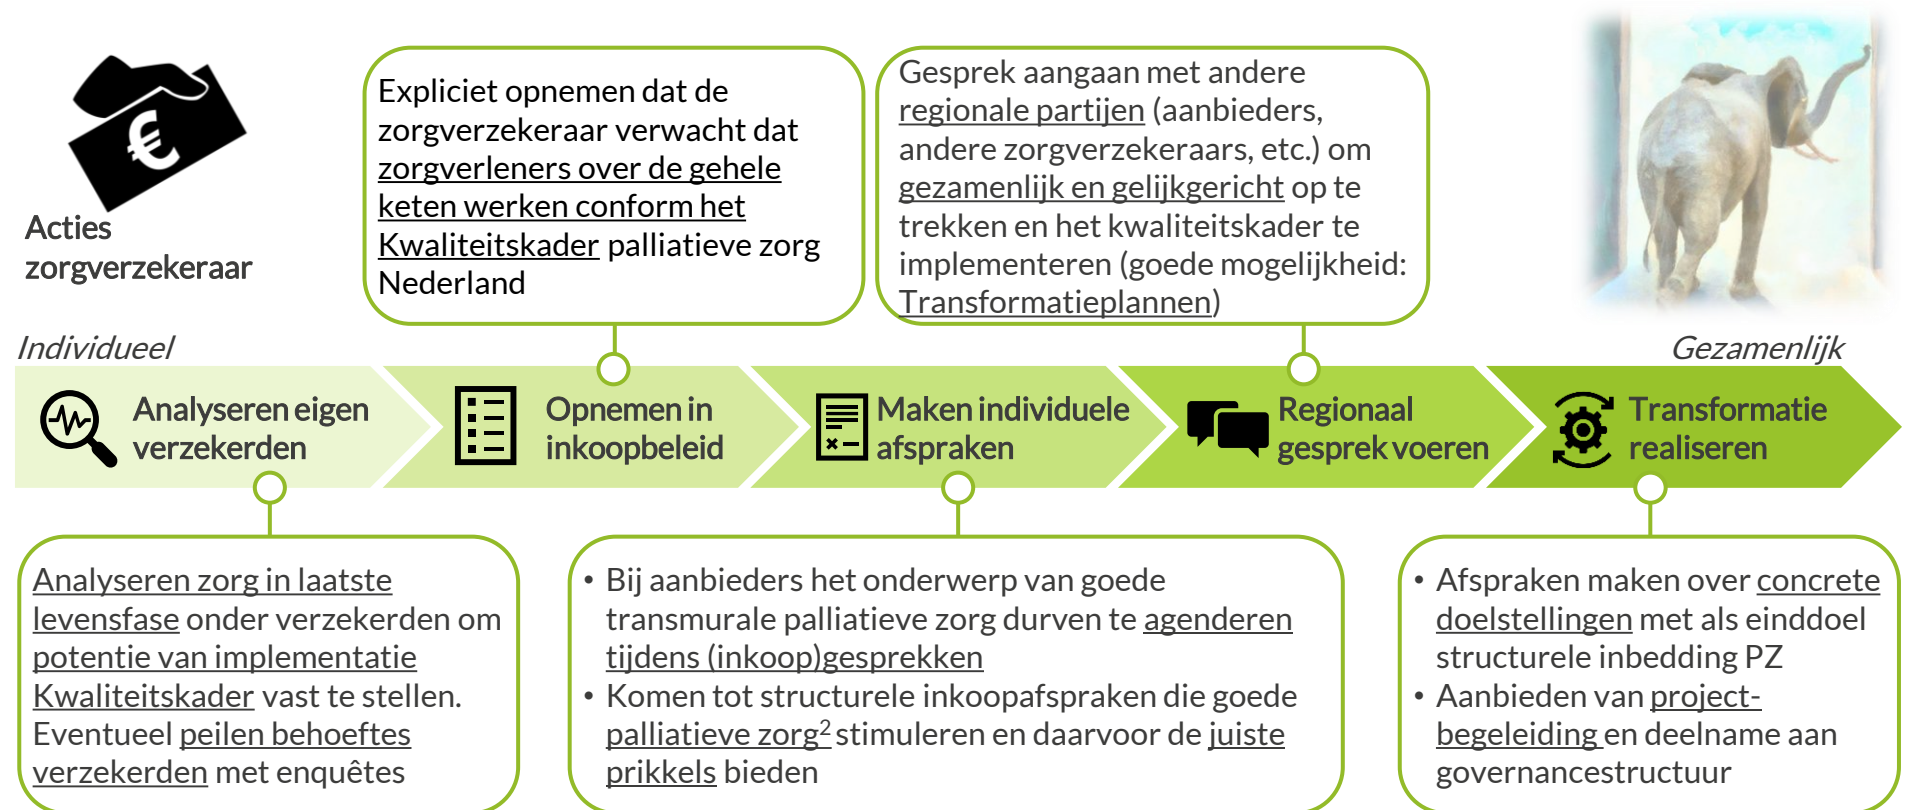 Acties
zorgverzekeraar
Expliciet opnemen dat de
zorgverzekeraar verwacht dat
zorgverleners over de gehele
keten werken conform het
Kwaliteitskader palliatieve zorg
Nederland
Gesprek aangaan met andere
regionale partijen (aanbieders,
andere zorgverzekeraars, etc.) om
gezamenlijk en gelijkgericht op te
trekken en het kwaliteitskader te
implementeren (goede mogelijkheid:
Transformatieplannen)
Individueel
Gezamenlijk
Analyseren eigen
verzekerden
Opnemen in
inkoopbeleid
Maken individuele
afspraken
Regionaal
gesprek voeren
Transformatie
realiseren
Analyseren zorg in laatste
levensfase onder verzekerden om
potentie van implementatie
Kwaliteitskader vast te stellen.
Eventueel peilen behoeftes
verzekerden met enquêtes
• Bij aanbieders het onderwerp van goede
transmurale palliatieve zorg durven te agenderen
tijdens (inkoop)gesprekken
• Komen tot structurele inkoopafspraken die goede
palliatieve zorg² stimuleren en daarvoor de juiste
prikkels bieden
• Afspraken maken over concrete
doelstellingen met als einddoel
structurele inbedding PZ
• Aanbieden van project-
begeleiding en deelname aan
governancestructuur